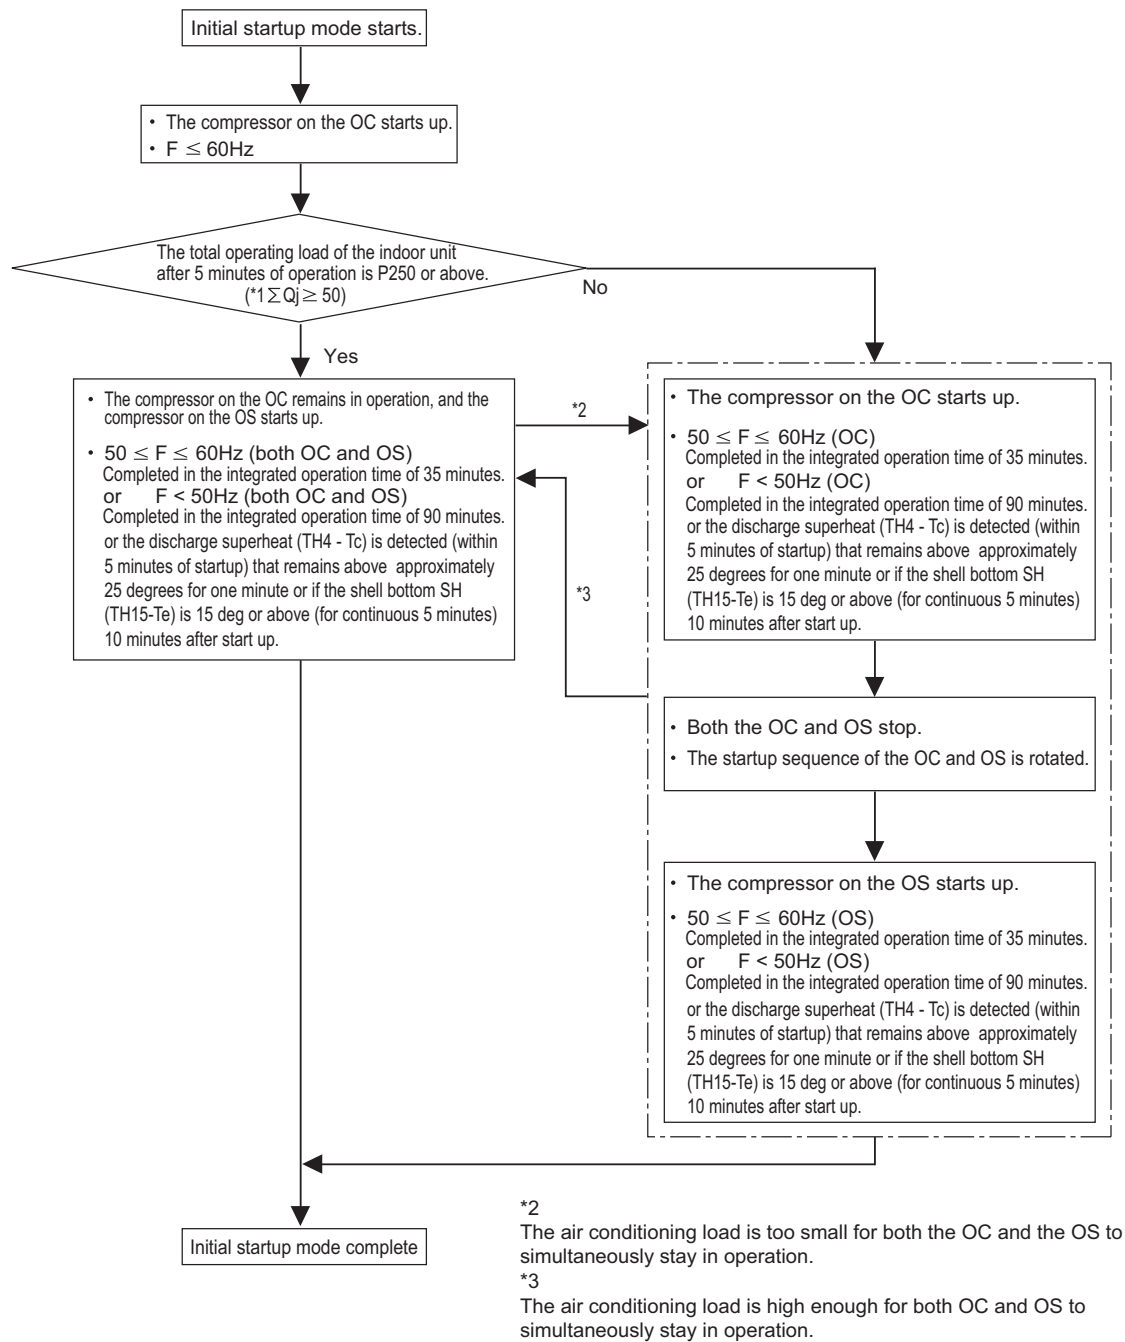 Initial startup mode starts.
• The compressor on the OC starts up.
• F ≤ 60Hz
The total operating load of the indoor unit
after 5 minutes of operation is P250 or above.
(*1∑Qj ≥ 50)
No
Yes
• The compressor on the OC remains in operation, and the
compressor on the OS starts up.
• 50 ≤ F ≤ 60Hz (both OC and OS)
Completed in the integrated operation time of 35 minutes.
or F < 50Hz (both OC and OS)
Completed in the integrated operation time of 90 minutes.
or the discharge superheat (TH4 - Tc) is detected (within
5 minutes of startup) that remains above approximately
25 degrees for one minute or if the shell bottom SH
(TH15-Te) is 15 deg or above (for continuous 5 minutes)
10 minutes after start up.
*2
*3
• The compressor on the OC starts up.
• 50 ≤ F ≤ 60Hz (OC)
Completed in the integrated operation time of 35 minutes.
or F < 50Hz (OC)
Completed in the integrated operation time of 90 minutes.
or the discharge superheat (TH4 - Tc) is detected (within
5 minutes of startup) that remains above approximately
25 degrees for one minute or if the shell bottom SH
(TH15-Te) is 15 deg or above (for continuous 5 minutes)
10 minutes after start up.
• Both the OC and OS stop.
• The startup sequence of the OC and OS is rotated.
• The compressor on the OS starts up.
• 50 ≤ F ≤ 60Hz (OS)
Completed in the integrated operation time of 35 minutes.
or F < 50Hz (OS)
Completed in the integrated operation time of 90 minutes.
or the discharge superheat (TH4 - Tc) is detected (within
5 minutes of startup) that remains above approximately
25 degrees for one minute or if the shell bottom SH
(TH15-Te) is 15 deg or above (for continuous 5 minutes)
10 minutes after start up.
Initial startup mode complete
*2
The air conditioning load is too small for both the OC and the OS to
simultaneously stay in operation.
*3
The air conditioning load is high enough for both OC and OS to
simultaneously stay in operation.